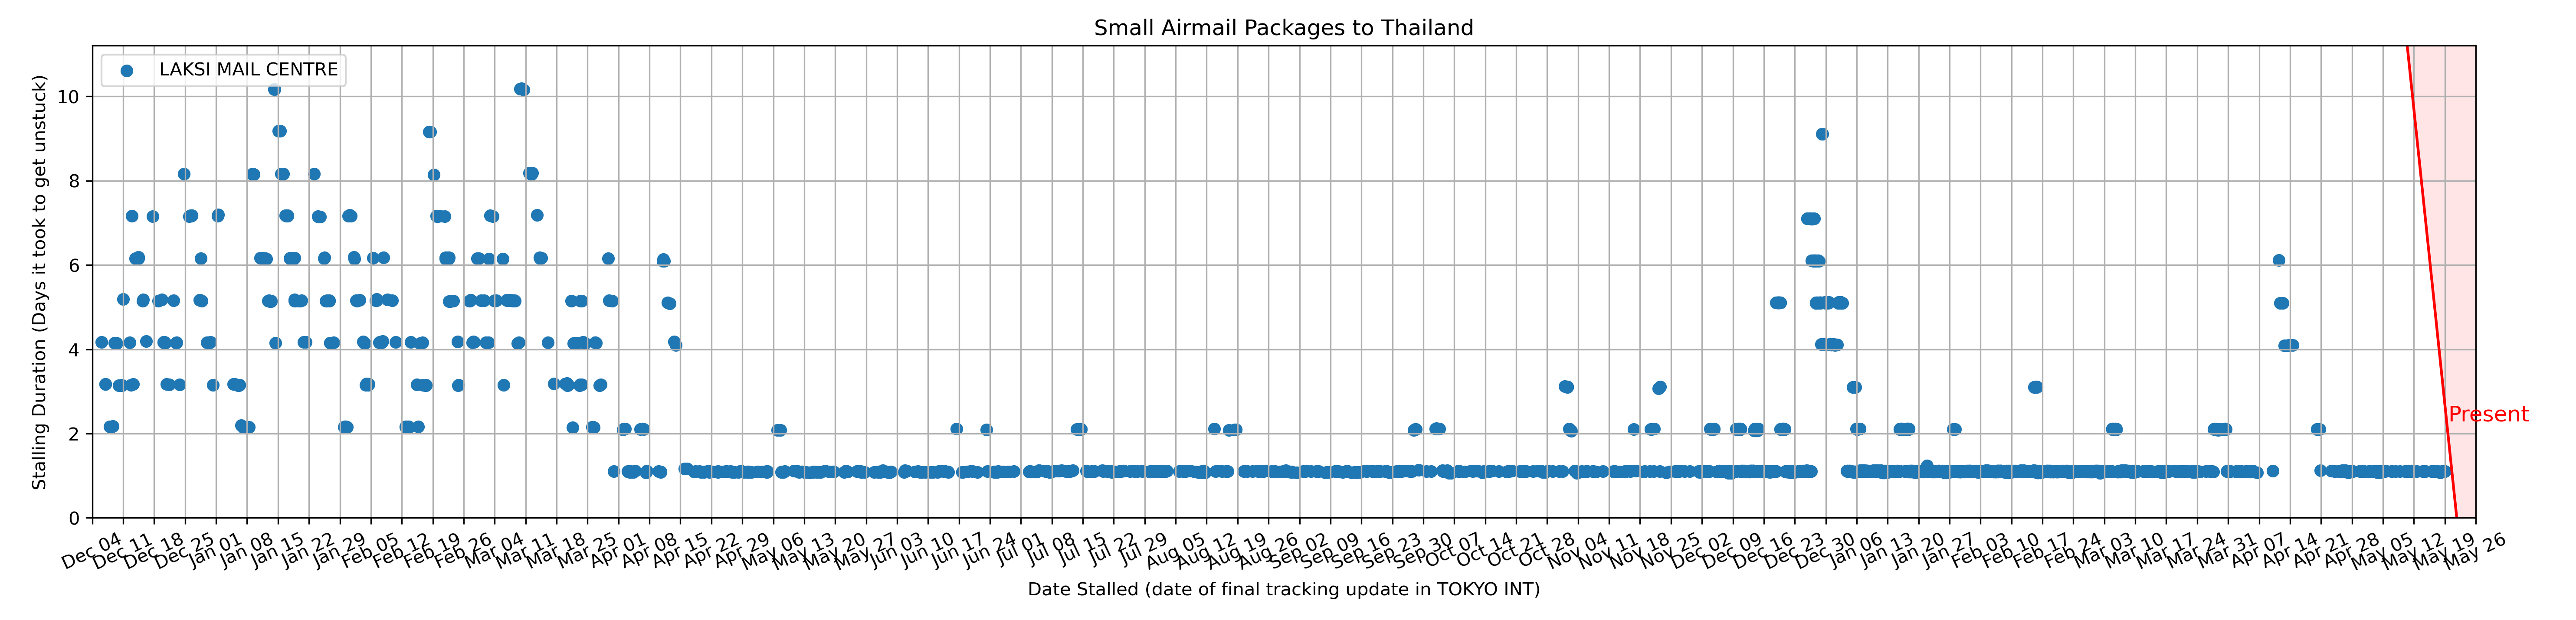 Small Airmail Packages to Thailand
LAKSI MAIL CENTRE
Stalling Duration (Days it took to get unstuck)
10
8
6
4
2
0
Present
Dec 04
Dec 11
Dec 18
Dec 25
Jan 01
Jan 08
Jan 15
Jan 22
Jan 29
Feb 05
Feb 12
Feb 19
Feb 26
Mar 04
Mar 11
Mar 18
Mar 25
Apr 01
Apr 08
Apr 15
Apr 22
Apr 29
May 06
May 13
May 20
May 27
Jun 03
Jun 10
Jun 17
Jun 24
Jul 01
Jul 08
Jul 15
Jul 22
Jul 29
Aug 05
Aug 12
Aug 19
Aug 26
Sep 02
Sep 09
Sep 16
Sep 23
Sep 30
Oct 07
Oct 14
Oct 21
Oct 28
Nov 04
Nov 11
Nov 18
Nov 25
Dec 02
Dec 09
Dec 16
Dec 23
Dec 30
Jan 06
Jan 13
Jan 20
Jan 27
Feb 03
Feb 10
Feb 17
Feb 24
Mar 03
Mar 10
Mar 17
Mar 24
Mar 31
Apr 07
Apr 14
Apr 21
Apr 28
May 05
May 12
May 19
May 26
Date Stalled (date of final tracking update in TOKYO INT)